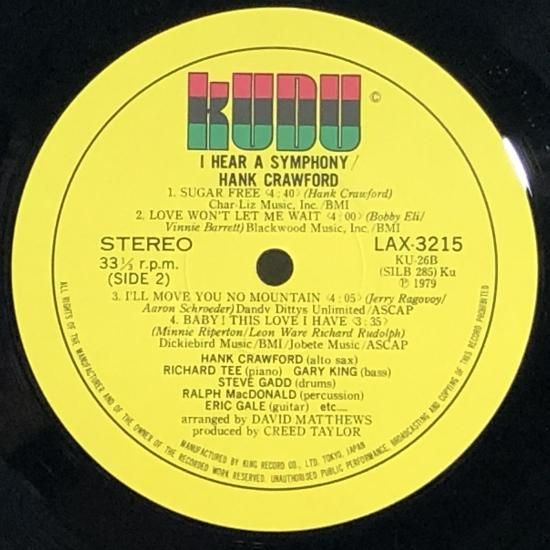 KUDU
©
I HEAR A SYMPHONY/
HANK CRAWFORD
1. SUGAR FREE (4:40) (Hank Crawford)
Char-Liz Music, Inc./BMI
2. LOVE WON'T LET ME WAIT (4:00) (Bobby Eli/
Vinnie Barrett) Blackwood Music, Inc./BMI
STEREO
33⅓ r.p.m.
(SIDE 2)
LAX-3215
KU-26B
(SILB 285) Ku
Ⓟ 1979
3. I'LL MOVE YOU NO MOUNTAIN (4:05) (Jerry Ragovoy/
Aaron Schroeder) Dandy Dittys Unlimited/ASCAP
4. BABY! THIS LOVE I HAVE (3:35)
(Minnie Riperton/Leon Ware Richard Rudolph)
Dickiebird Music/BMI/Jobete Music/ASCAP
HANK CRAWFORD (alto sax)
RICHARD TEE (piano) GARY KING (bass)
STEVE GADD (drums)
RALPH MacDONALD (percussion)
ERIC GALE (guitar) etc....
arranged by DAVID MATTHEWS
produced by CREED TAYLOR
MANUFACTURED BY KING RECORD CO., LTD. TOKYO, JAPAN
ALL RIGHTS OF THE MANUFACTURER AND OF THE OWNER OF THE RECORDED WORK RESERVED. UNAUTHORISED PUBLIC PERFORMANCE, BROADCASTING AND COPYING OF THIS RECORD PROHIBITED